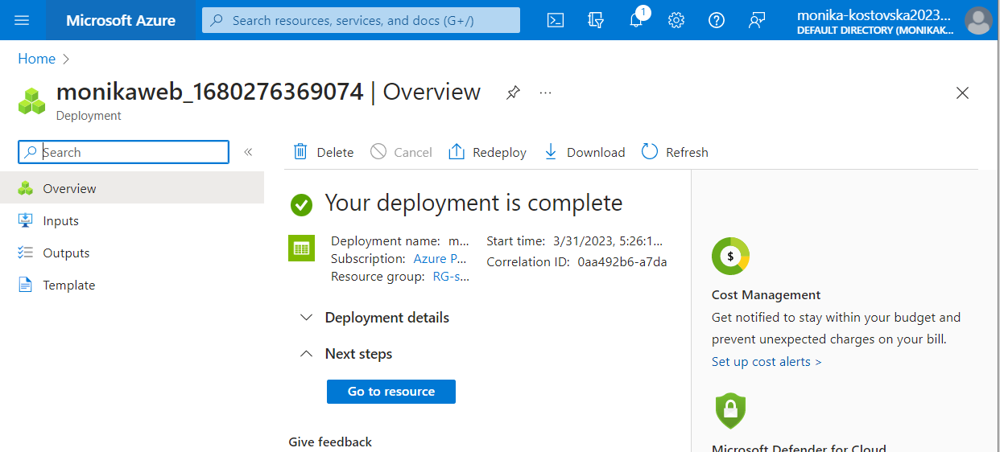 Microsoft Azure
Search resources, services, and docs (G+/)
1
monika-kostovska2023...
DEFAULT DIRECTORY (MONIKAK...
Home
monikaweb_1680276369074 | Overview
...
Deployment
Search
«
Delete
Cancel
Redeploy
Download
Refresh
Overview
Inputs
Outputs
Template
Your deployment is complete
Deployment name: m...
Subscription: Azure P...
Resource group: RG-s...
Start time: 3/31/2023, 5:26:1...
Correlation ID: 0aa492b6-a7da
Deployment details
Next steps
Go to resource
Give feedback
$
Cost Management
Get notified to stay within your budget and
prevent unexpected charges on your bill.
Set up cost alerts >
Microsoft Defender for Cloud